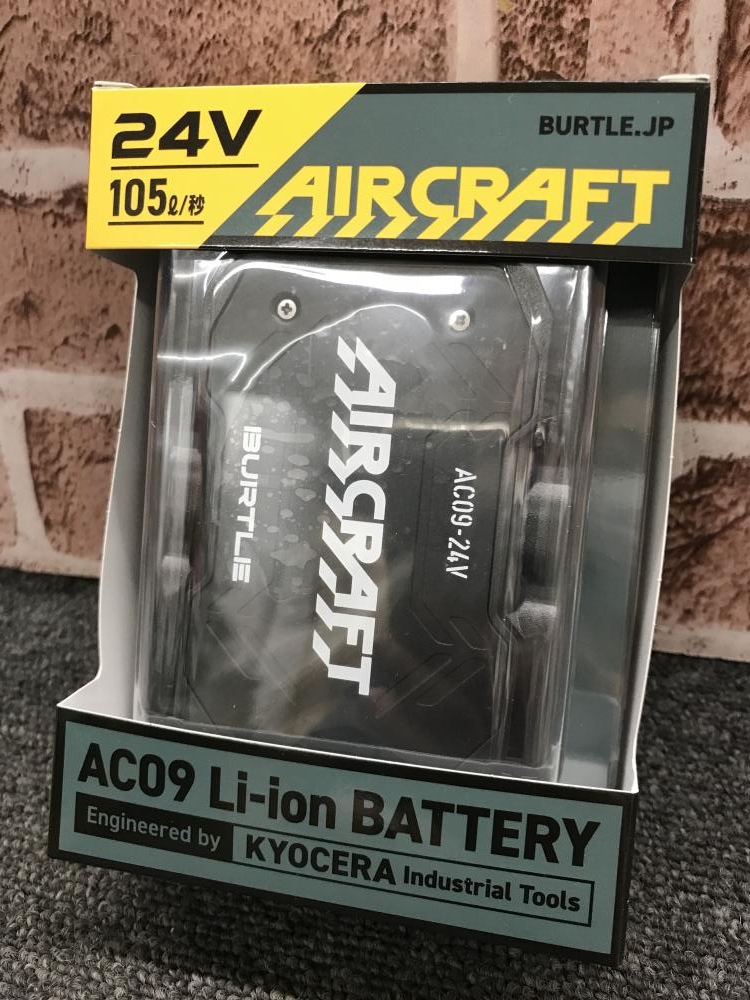 24V
105ℓ/秒
BURTLE.JP
AIRCRAFT
AC09-24V
AIRCRAFT
BURTLE
AC09 Li-ion BATTERY
Engineered by KYOCERA Industrial Tools